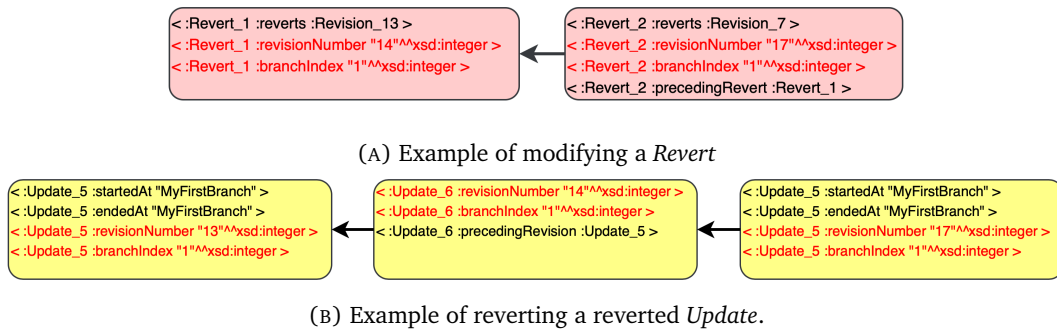 < :Revert_1 :reverts :Revision_13 >
< :Revert_1 :revisionNumber "14"^^xsd:integer >
< :Revert_1 :branchIndex "1"^^xsd:integer >
< :Revert_2 :reverts :Revision_7 >
< :Revert_2 :revisionNumber "17"^^xsd:integer >
< :Revert_2 :branchIndex "1"^^xsd:integer >
< :Revert_2 :precedingRevert :Revert_1 >
(A) Example of modifying a Revert
< :Update_5 :startedAt "MyFirstBranch" >
< :Update_5 :endedAt "MyFirstBranch" >
< :Update_5 :revisionNumber "13"^^xsd:integer >
< :Update_5 :branchIndex "1"^^xsd:integer >
< :Update_6 :revisionNumber "14"^^xsd:integer >
< :Update_6 :branchIndex "1"^^xsd:integer >
< :Update_6 :precedingRevision :Update_5 >
< :Update_5 :startedAt "MyFirstBranch" >
< :Update_5 :endedAt "MyFirstBranch" >
< :Update_5 :revisionNumber "17"^^xsd:integer >
< :Update_5 :branchIndex "1"^^xsd:integer >
(B) Example of reverting a reverted Update.